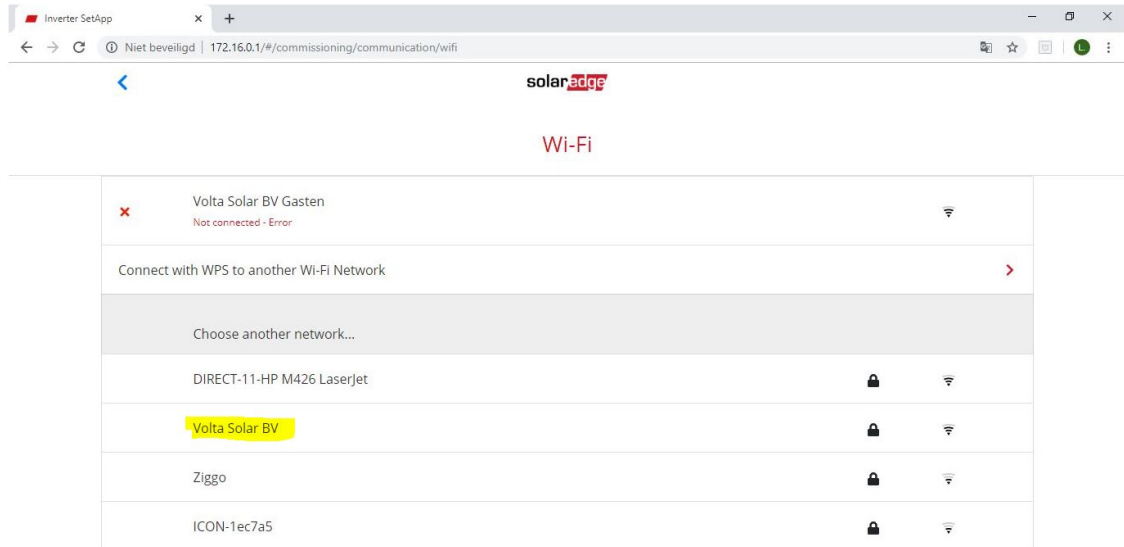 Inverter SetApp
Niet beveiligd | 172.16.0.1/#/commissioning/communication/wifi
L
solaredge
Wi-Fi
Volta Solar BV Gasten
Not connected - Error
Connect with WPS to another Wi-Fi Network
Choose another network...
DIRECT-11-HP M426 LaserJet
Volta Solar BV
Ziggo
ICON-1ec7a5